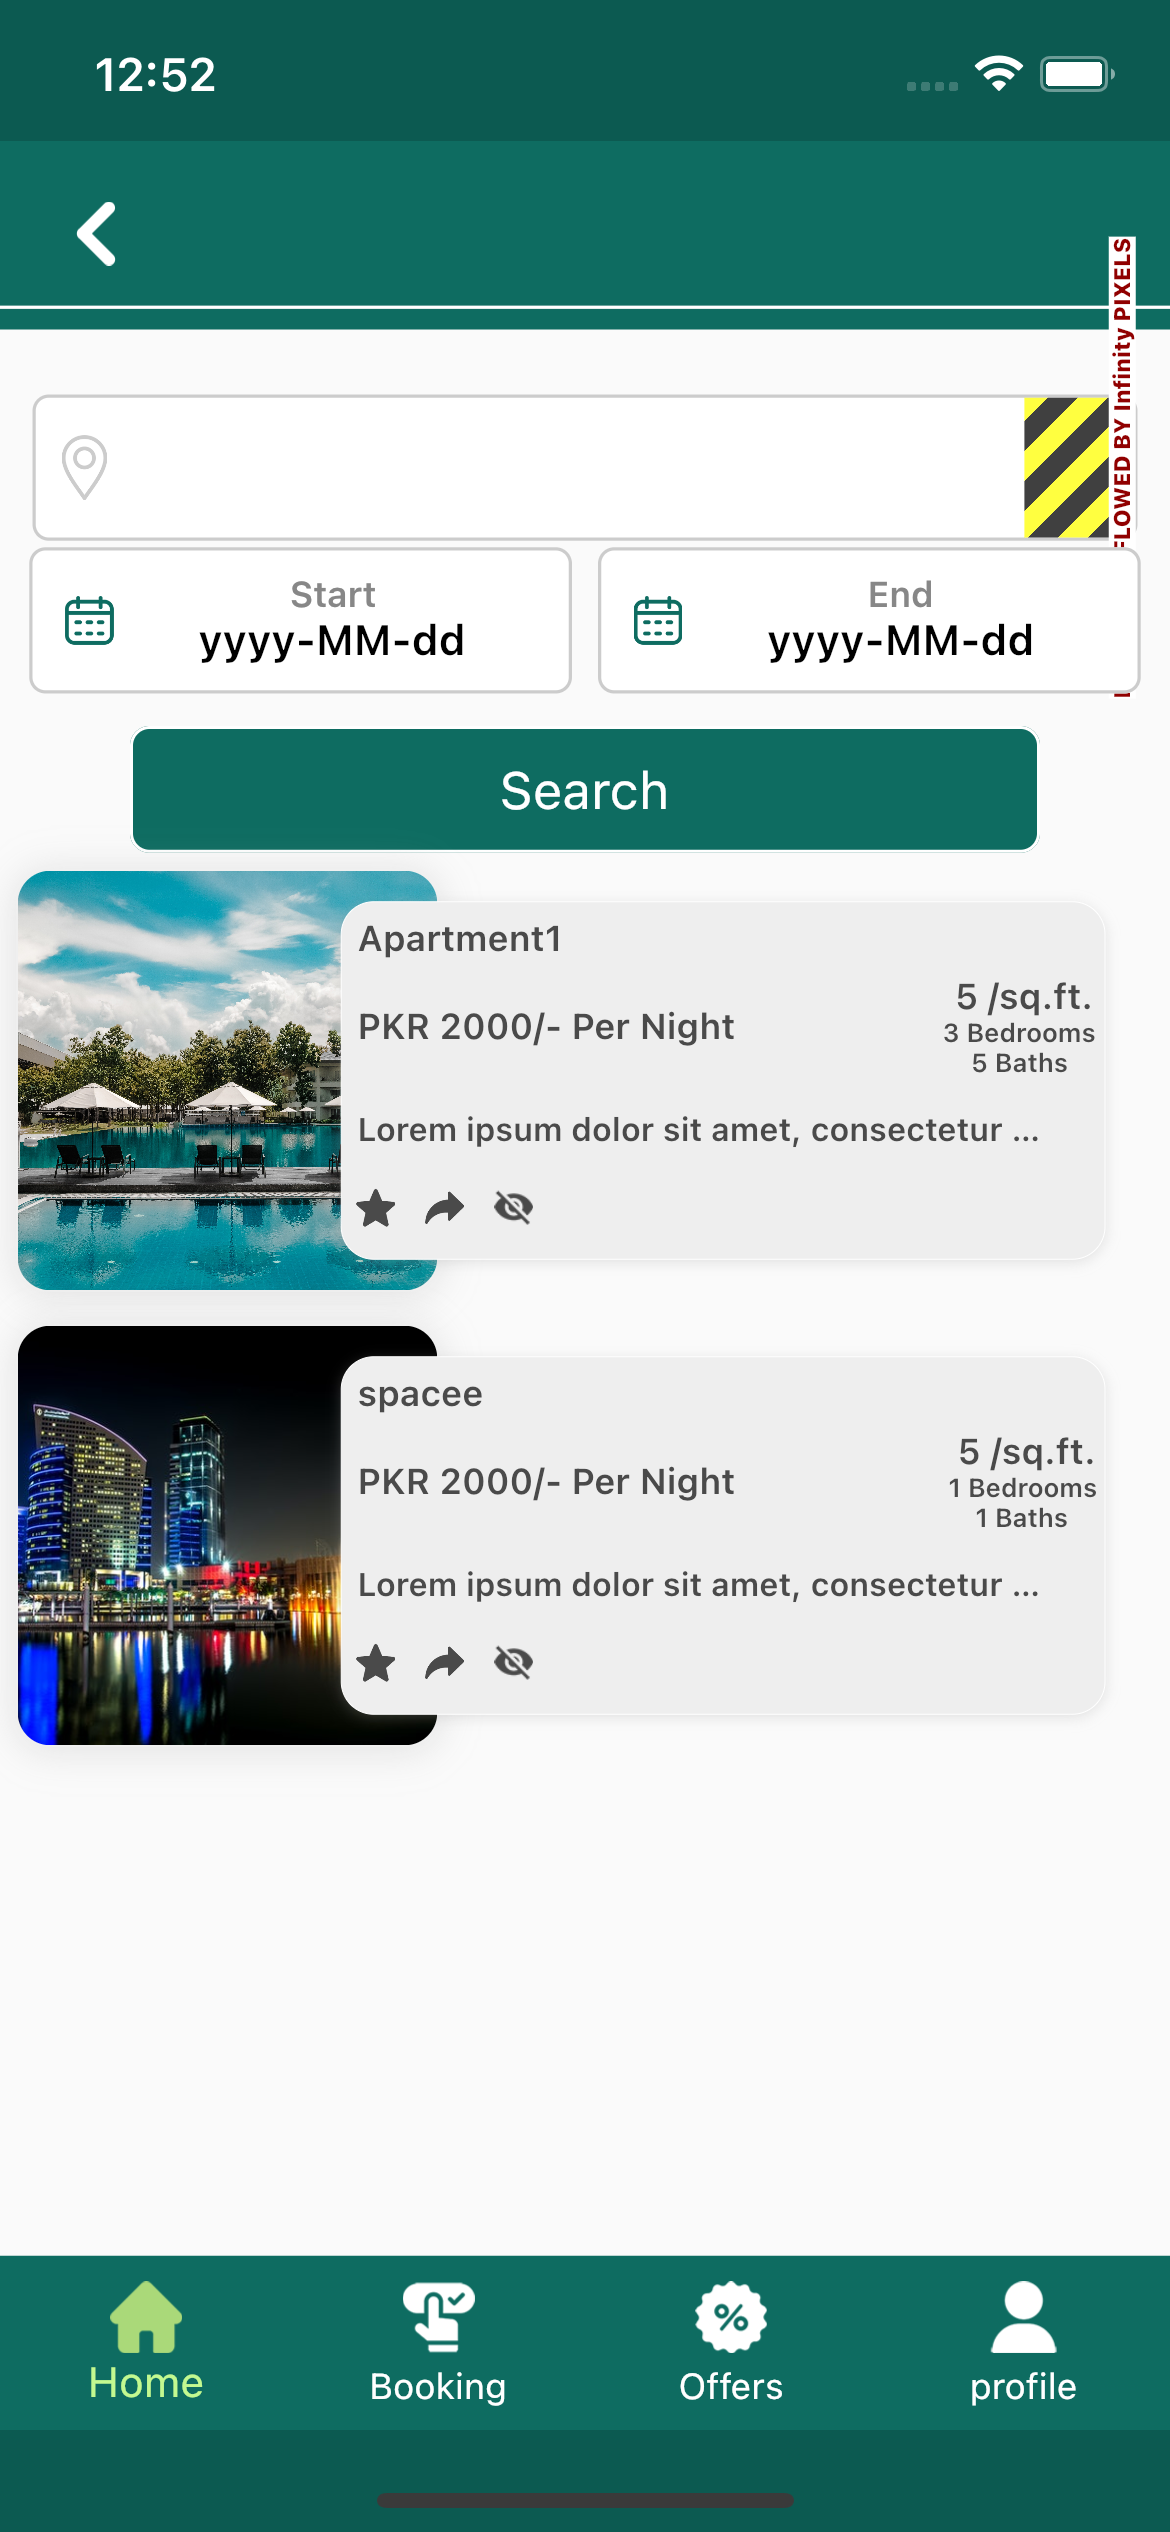 12:52
FLOWED BY Infinity PIXELS
Start
yyyy-MM-dd
End
yyyy-MM-dd
Search
Apartment1
5 /sq.ft.
PKR 2000/- Per Night
3 Bedrooms
5 Baths
Lorem ipsum dolor sit amet, consectetur ...
spacee
5 /sq.ft.
PKR 2000/- Per Night
1 Bedrooms
1 Baths
Lorem ipsum dolor sit amet, consectetur ...
Home
Booking
Offers
profile